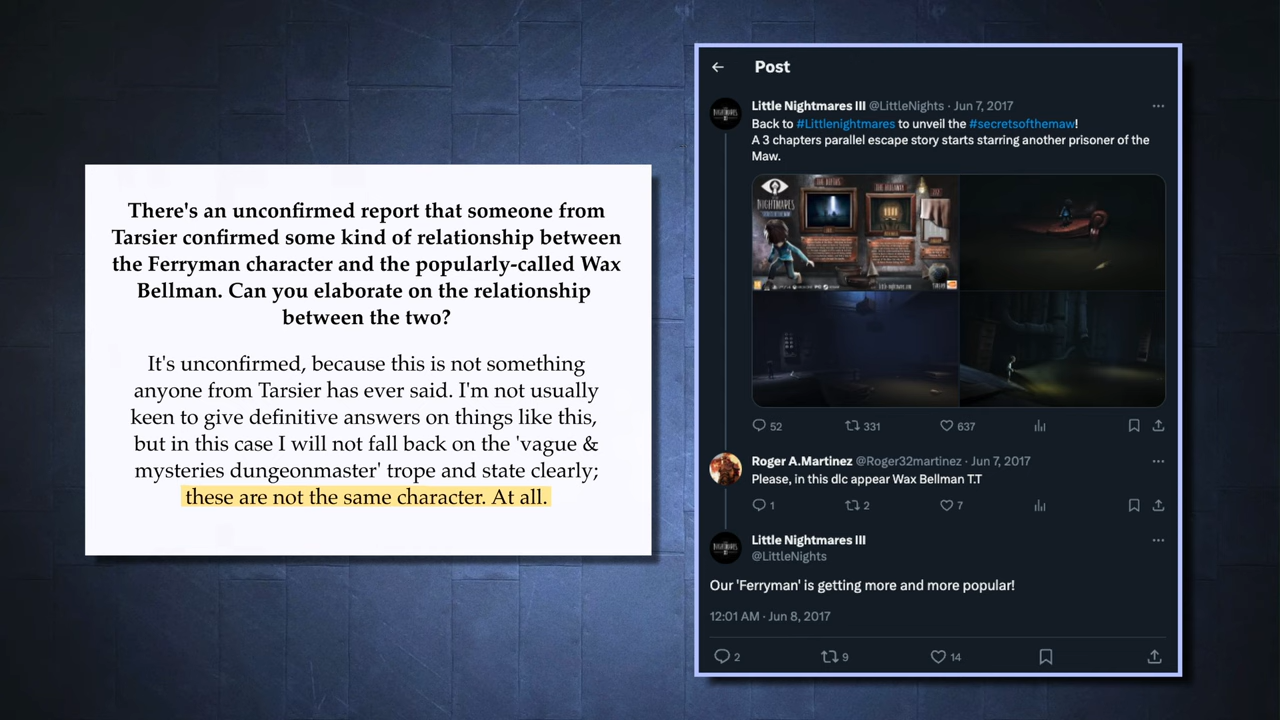 There's an unconfirmed report that someone from
Tarsier confirmed some kind of relationship between
the Ferryman character and the popularly-called Wax
Bellman. Can you elaborate on the relationship
between the two?
It's unconfirmed, because this is not something
anyone from Tarsier has ever said. I'm not usually
keen to give definitive answers on things like this,
but in this case I will not fall back on the 'vague &
mysteries dungeonmaster' trope and state clearly;
these are not the same character. At all.
Post
Little Nightmares III @LittleNights · Jun 7, 2017
Back to #Littlenightmares to unveil the #secretsofthemaw!
A 3 chapters parallel escape story starts starring another prisoner of the
Maw.
NIGHTMARES
THE DEPTHS
THE HIDEAWAY
52 331 637
Roger A.Martinez @Roger32martinez · Jun 7, 2017
Please, in this dlc appear Wax Bellman T.T
1 2 7
Little Nightmares III
@LittleNights
Our 'Ferryman' is getting more and more popular!
12:01 AM · Jun 8, 2017
2 9 14